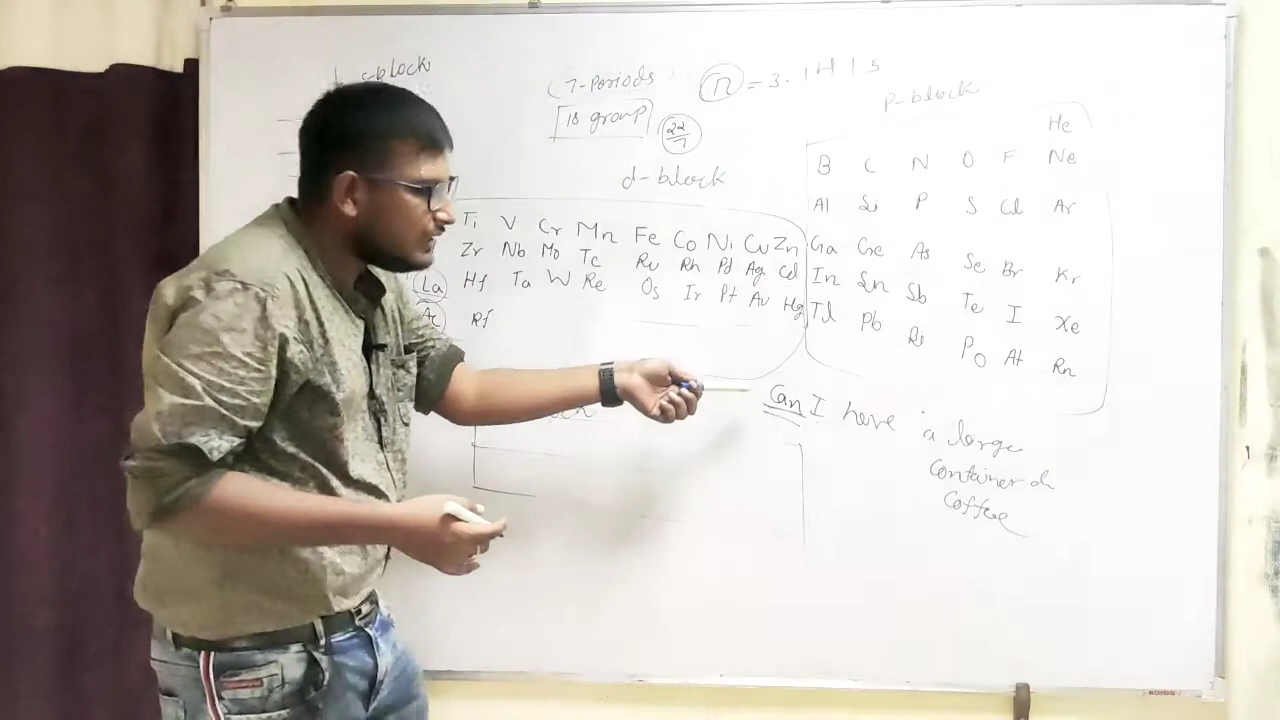 s-block
(7-Periods
π = 3.1415
18 group
22/7
p-block
d-block
He
B C N O F Ne
Al Si P S Cl Ar
Ti V Cr Mn Fe Co Ni Cu Zn Ga Ge As Se Br Kr
Zr Nb Mo Tc Ru Rh Pd Ag Cd In Sn Sb Te I Xe
La Hf Ta W Re Os Ir Pt Au Hg Tl Pb Bi Po At Rn
Ac Rf
Can I have a large
container of
coffee